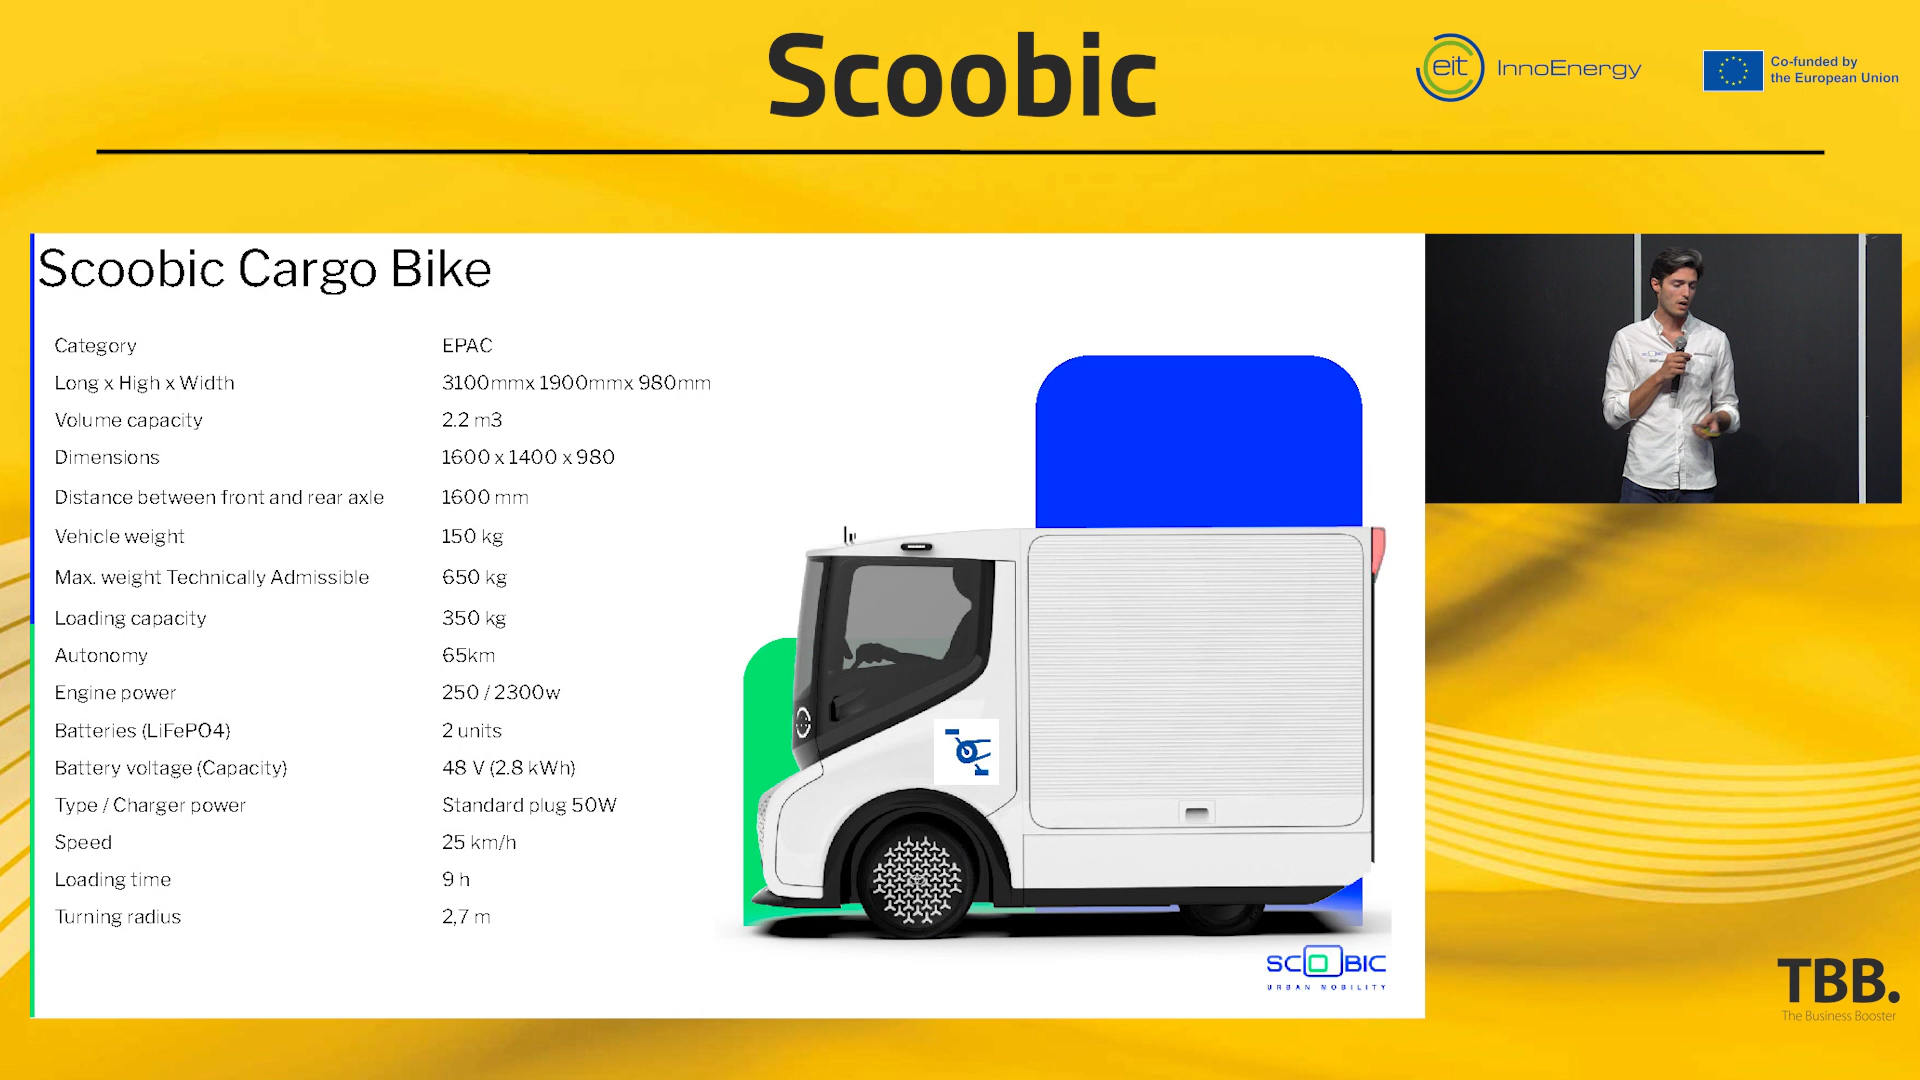 Scoobic
eit InnoEnergy
Co-funded by
the European Union
Scoobic Cargo Bike
Category EPAC
Long x High x Width 3100mmx 1900mmx 980mm
Volume capacity 2.2 m3
Dimensions 1600 x 1400 x 980
Distance between front and rear axle 1600 mm
Vehicle weight 150 kg
Max. weight Technically Admissible 650 kg
Loading capacity 350 kg
Autonomy 65km
Engine power 250 / 2300w
Batteries (LiFePO4) 2 units
Battery voltage (Capacity) 48 V (2.8 kWh)
Type / Charger power Standard plug 50W
Speed 25 km/h
Loading time 9 h
Turning radius 2,7 m
SCOOBIC
URBAN MOBILITY
TBB.
The Business Booster